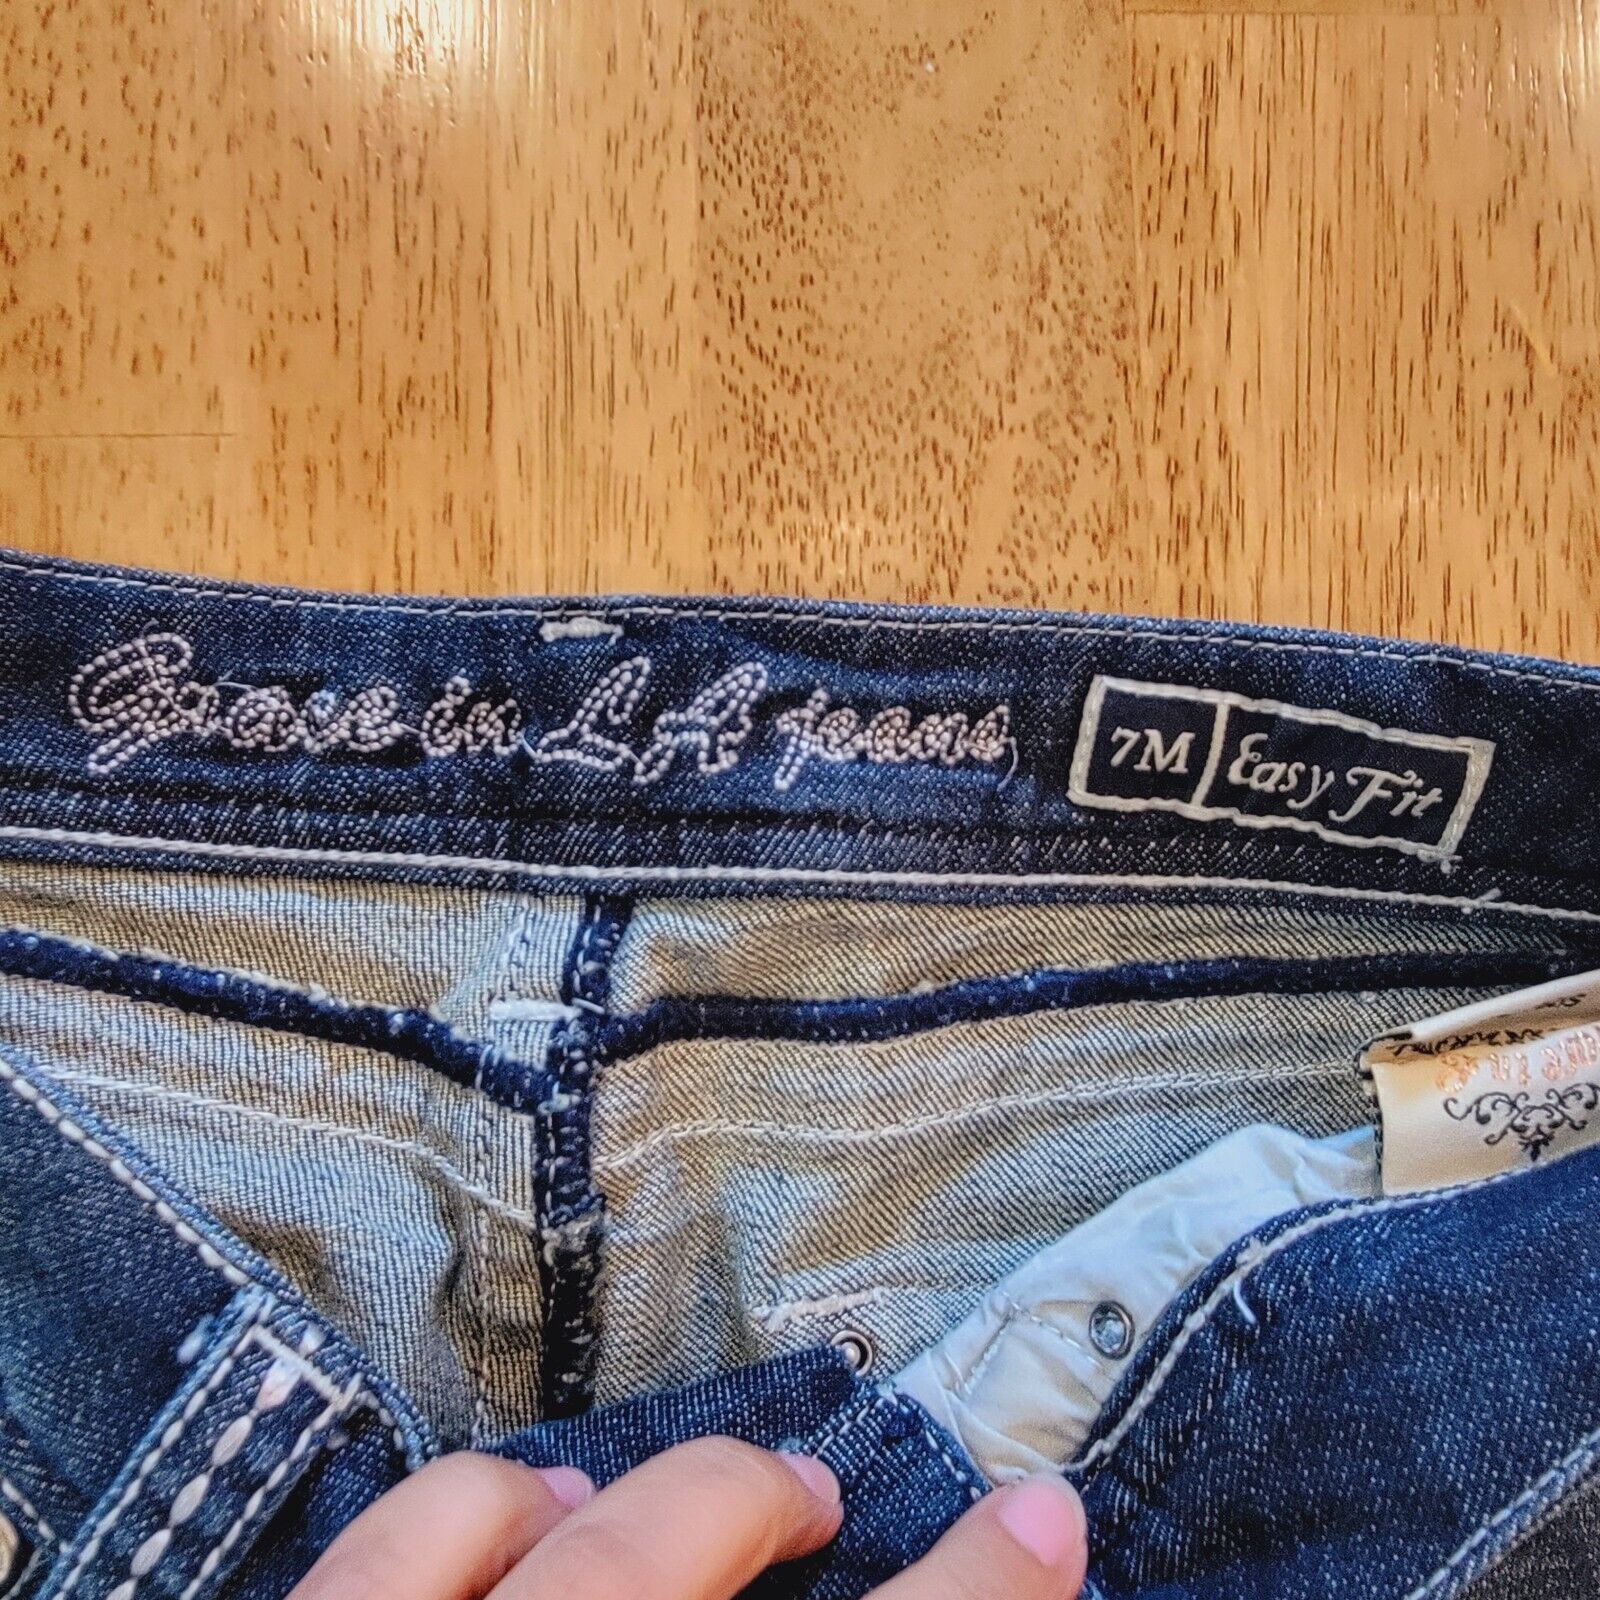 Grace in LA jeans
7M Easy Fit